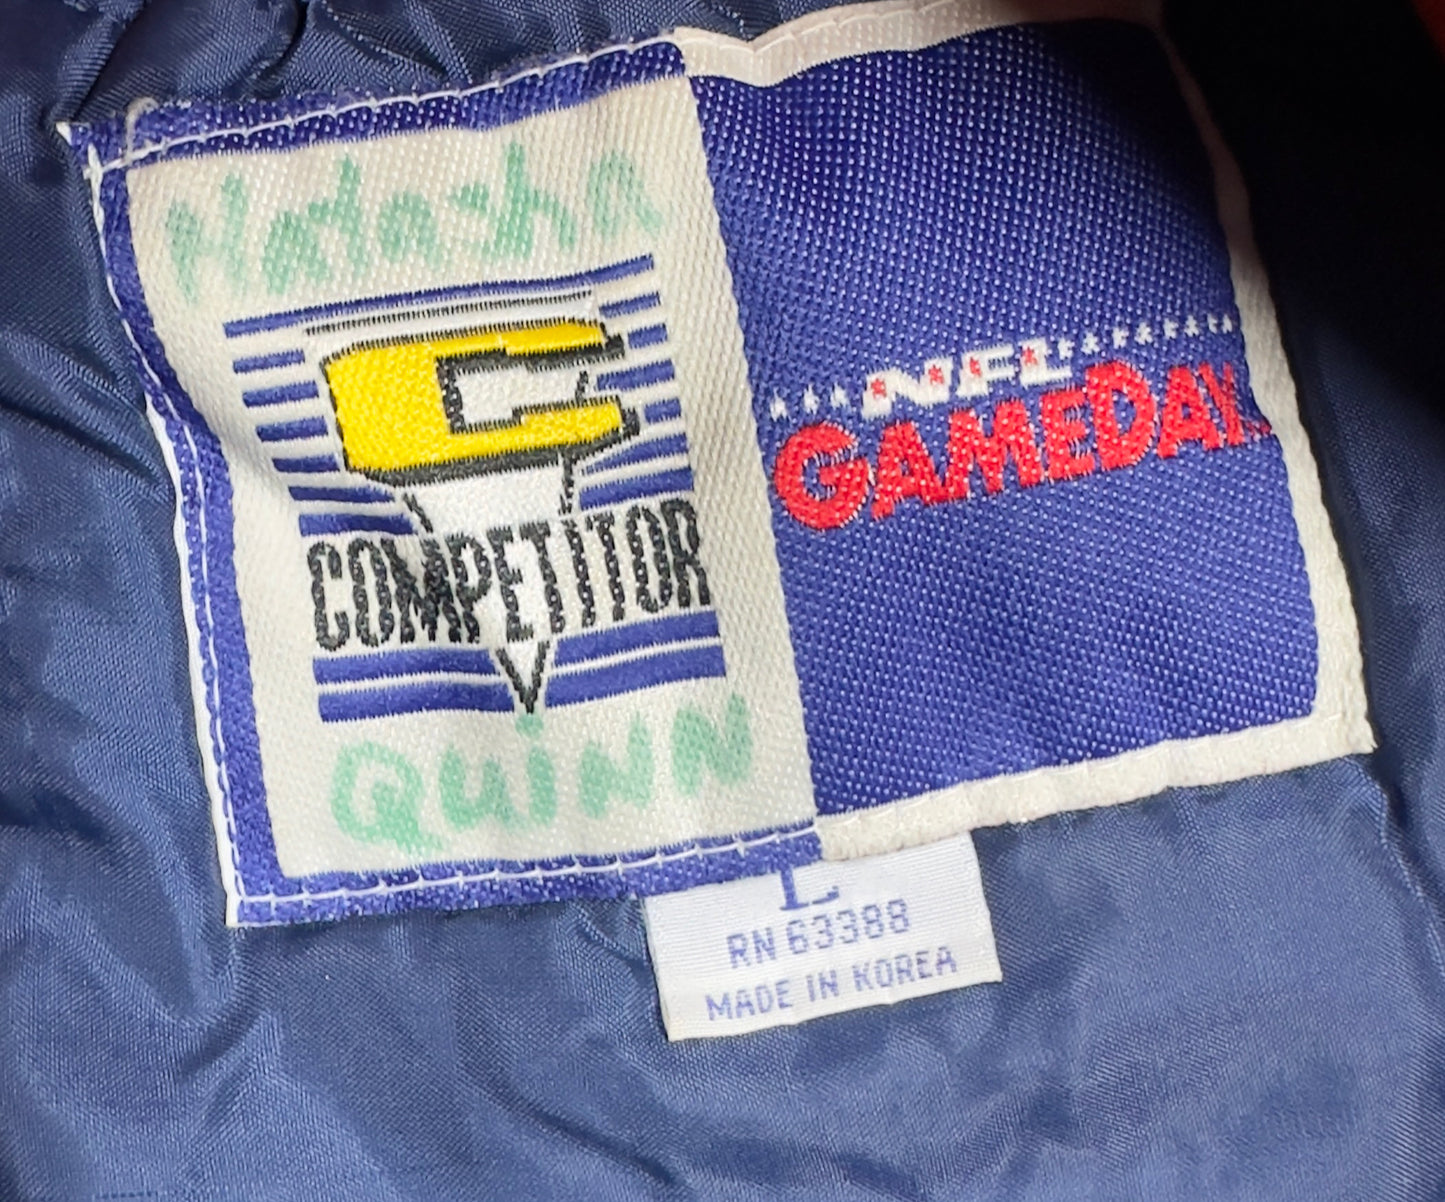 Natasha
C
COMPETITOR
QUiNN
NFL
GAMEDAY
L
RN 63388
MADE IN KOREA